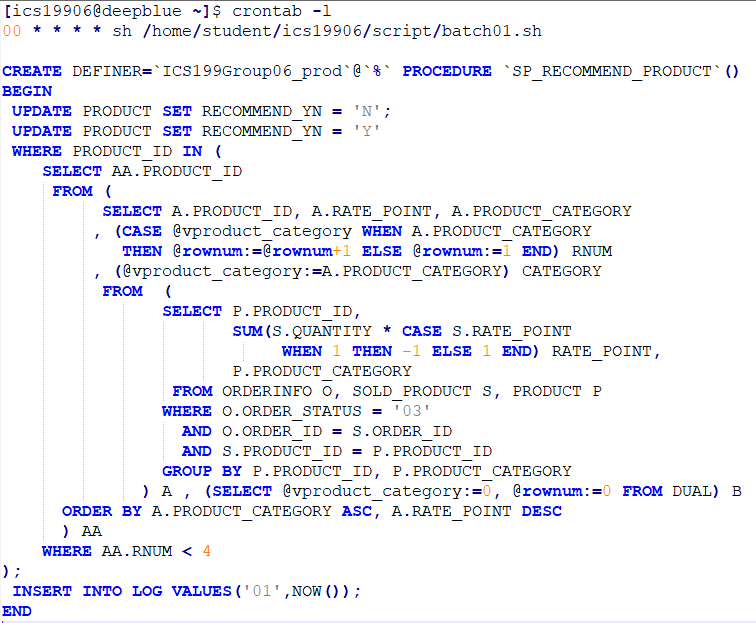 [ics19906@deepblue ~]$ crontab -l
00 * * * * sh /home/student/ics19906/script/batch01.sh
CREATE DEFINER=`ICS199Group06_prod`@`%` PROCEDURE `SP_RECOMMEND_PRODUCT`()
BEGIN
UPDATE PRODUCT SET RECOMMEND_YN = 'N';
UPDATE PRODUCT SET RECOMMEND_YN = 'Y'
WHERE PRODUCT_ID IN (
SELECT AA.PRODUCT_ID
FROM (
SELECT A.PRODUCT_ID, A.RATE_POINT, A.PRODUCT_CATEGORY
, (CASE @vproduct_category WHEN A.PRODUCT_CATEGORY
THEN @rownum:=@rownum+1 ELSE @rownum:=1 END) RNUM
, (@vproduct_category:=A.PRODUCT_CATEGORY) CATEGORY
FROM (
SELECT P.PRODUCT_ID,
SUM(S.QUANTITY * CASE S.RATE_POINT
WHEN 1 THEN -1 ELSE 1 END) RATE_POINT,
P.PRODUCT_CATEGORY
FROM ORDERINFO O, SOLD_PRODUCT S, PRODUCT P
WHERE O.ORDER_STATUS = '03'
AND O.ORDER_ID = S.ORDER_ID
AND S.PRODUCT_ID = P.PRODUCT_ID
GROUP BY P.PRODUCT_ID, P.PRODUCT_CATEGORY
) A , (SELECT @vproduct_category:=0, @rownum:=0 FROM DUAL) B
ORDER BY A.PRODUCT_CATEGORY ASC, A.RATE_POINT DESC
) AA
WHERE AA.RNUM < 4
);
INSERT INTO LOG VALUES('01',NOW());
END